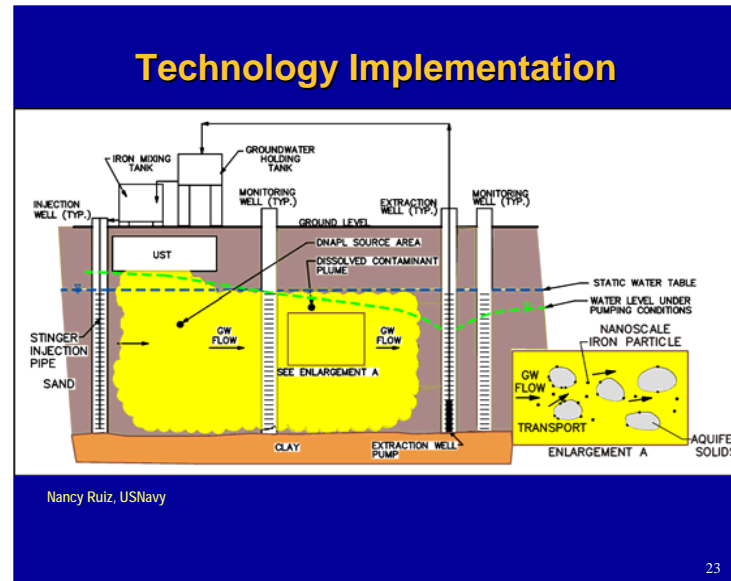 Technology Implementation
IRON MIXING
TANK
GROUNDWATER
HOLDING
TANK
INJECTION
WELL (TYP.)
MONITORING
WELL (TYP.)
EXTRACTION
WELL (TYP.)
MONITORING
WELL (TYP.)
GROUND LEVEL
UST
DNAPL SOURCE AREA
DISSOLVED CONTAMINANT
PLUME
STATIC WATER TABLE
WATER LEVEL UNDER
PUMPING CONDITIONS
STINGER
INJECTION
PIPE
SAND
GW
FLOW
GW
FLOW
SEE ENLARGEMENT A
NANOSCALE
IRON PARTICLE
GW
FLOW
TRANSPORT
AQUIFE
SOLIDS
ENLARGEMENT A
CLAY
EXTRACTION WELL
PUMP
Nancy Ruiz, USNavy
23